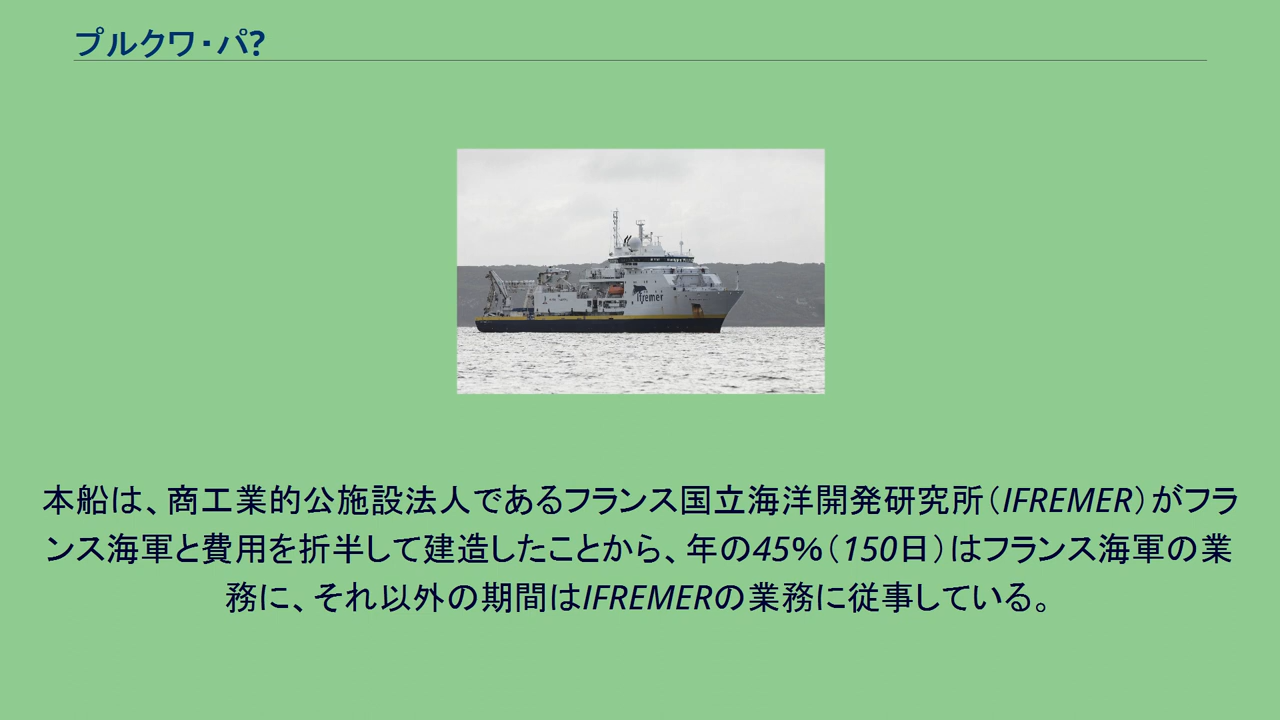 プルクワ・パ?
ifremer
本船は、商工業的公施設法人であるフランス国立海洋開発研究所（IFREMER）がフラ
ンス海軍と費用を折半して建造したことから、年の45%（150日）はフランス海軍の業
務に、それ以外の期間はIFREMERの業務に従事している。